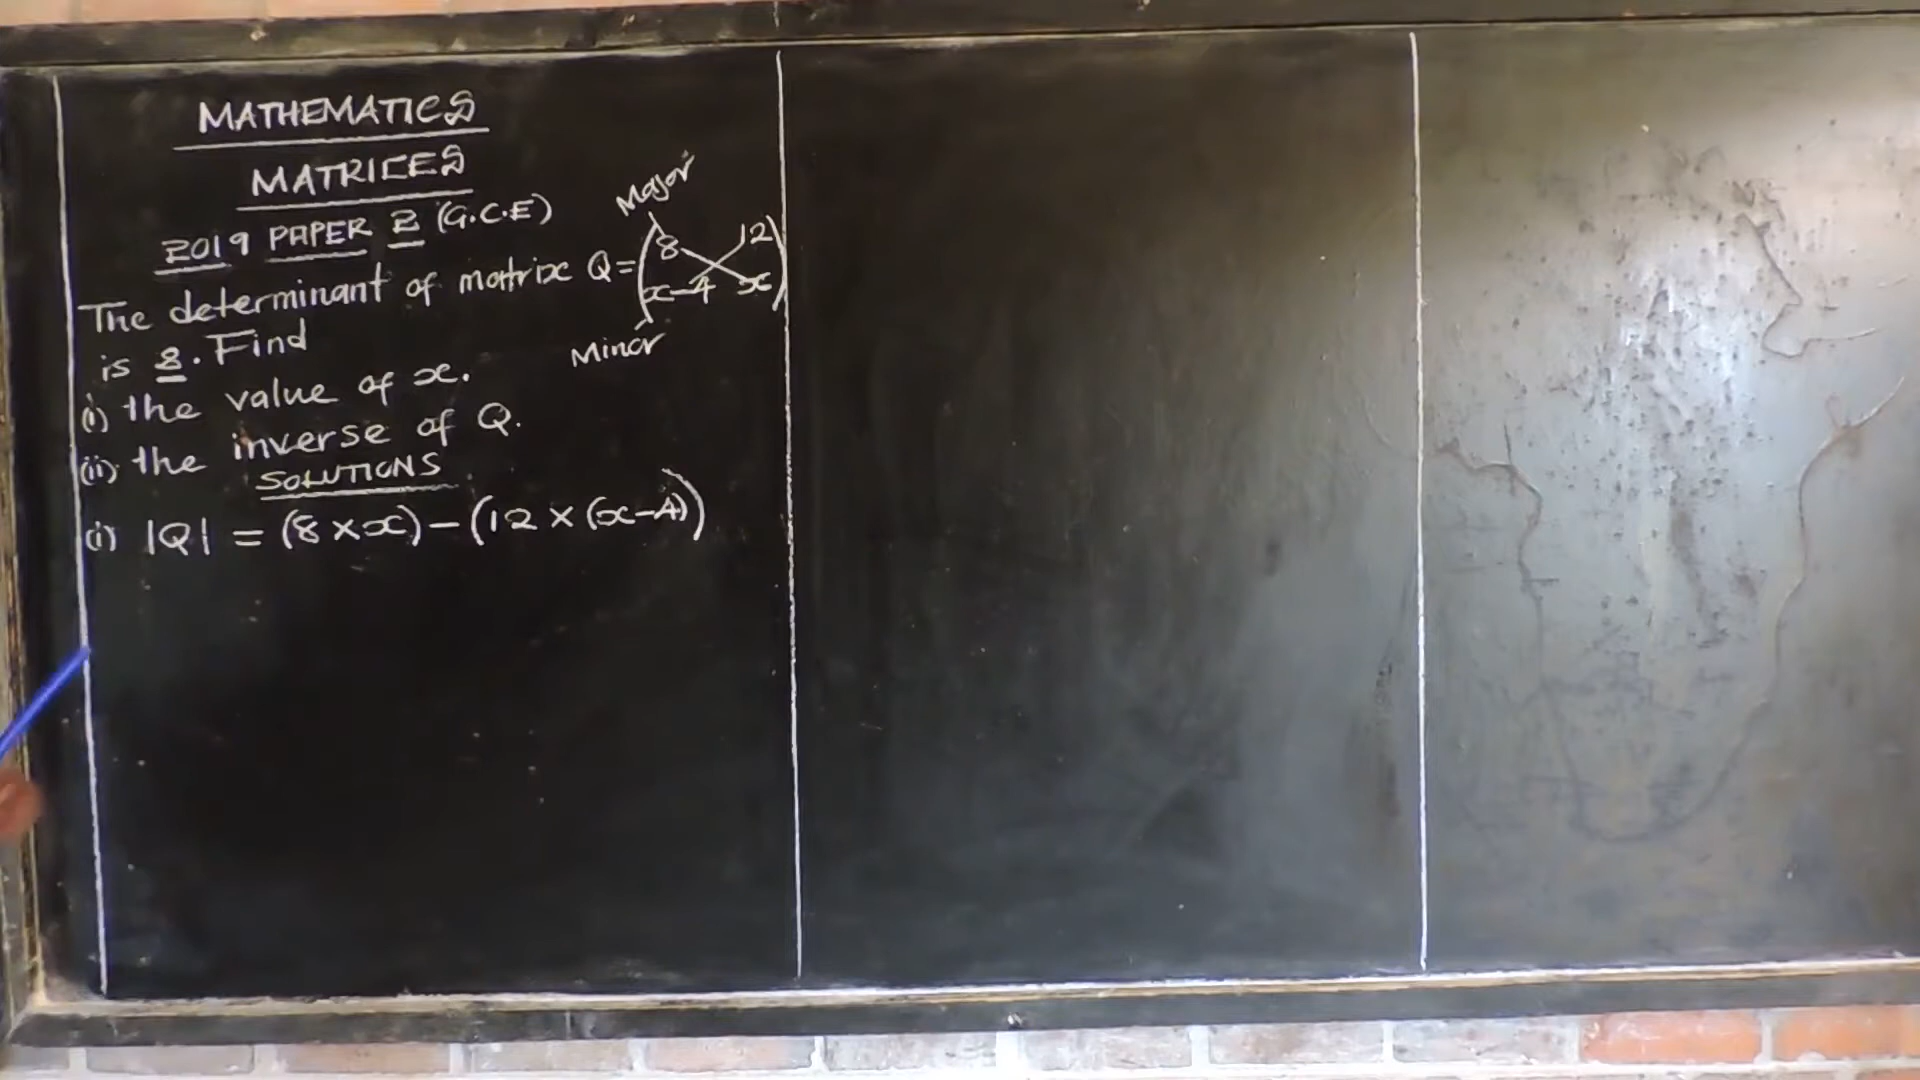 MATHEMATICS
MATRICES
2019 PAPER 2 (G.C.E)
Major
The determinant of matrix Q = (8 12
x-4 x)
Minor
is 8. Find
(i) the value of x.
(ii) the inverse of Q.
SOLUTIONS
(i) |Q| = (8 × x) - (12 × (x-4))